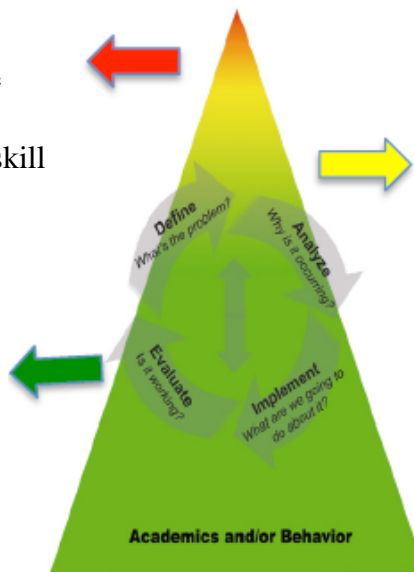 skill
Define
What's the problem?
Analyze
Why is it occurring?
Implement
What are we going to
do about it?
Evaluate
Is it working?
Academics and/or Behavior